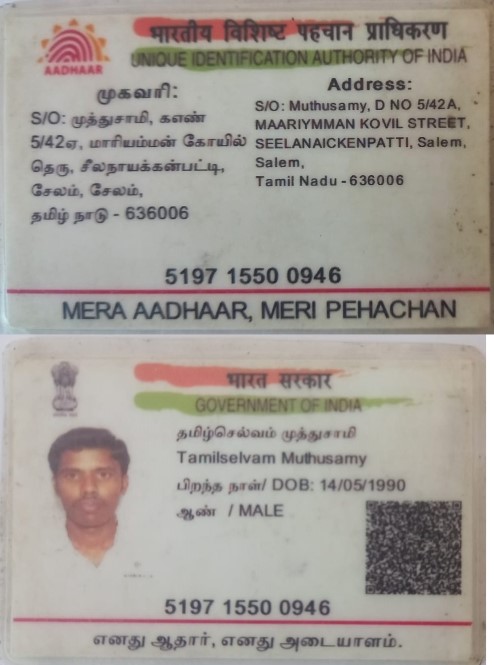 भारतीय विशिष्ट पहचान प्राधिकरण
UNIQUE IDENTIFICATION AUTHORITY OF INDIA
AADHAAR
முகவரி:
S/O: முத்துசாமி, கஎண்
5/42ஏ, மாரியம்மன் கோயில்
தெரு, சீலநாயக்கன்பட்டி,
சேலம், சேலம்,
தமிழ் நாடு - 636006
Address:
S/O: Muthusamy, D NO 5/42A,
MAARIYMMAN KOVIL STREET,
SEELANAICKENPATTI, Salem,
Salem,
Tamil Nadu - 636006
5197 1550 0946
MERA AADHAAR, MERI PEHACHAN
भारत सरकार
GOVERNMENT OF INDIA
தமிழ்செல்வம் முத்துசாமி
Tamilselvam Muthusamy
பிறந்த நாள்/ DOB: 14/05/1990
ஆண் / MALE
5197 1550 0946
எனது ஆதார், எனது அடையாளம்.